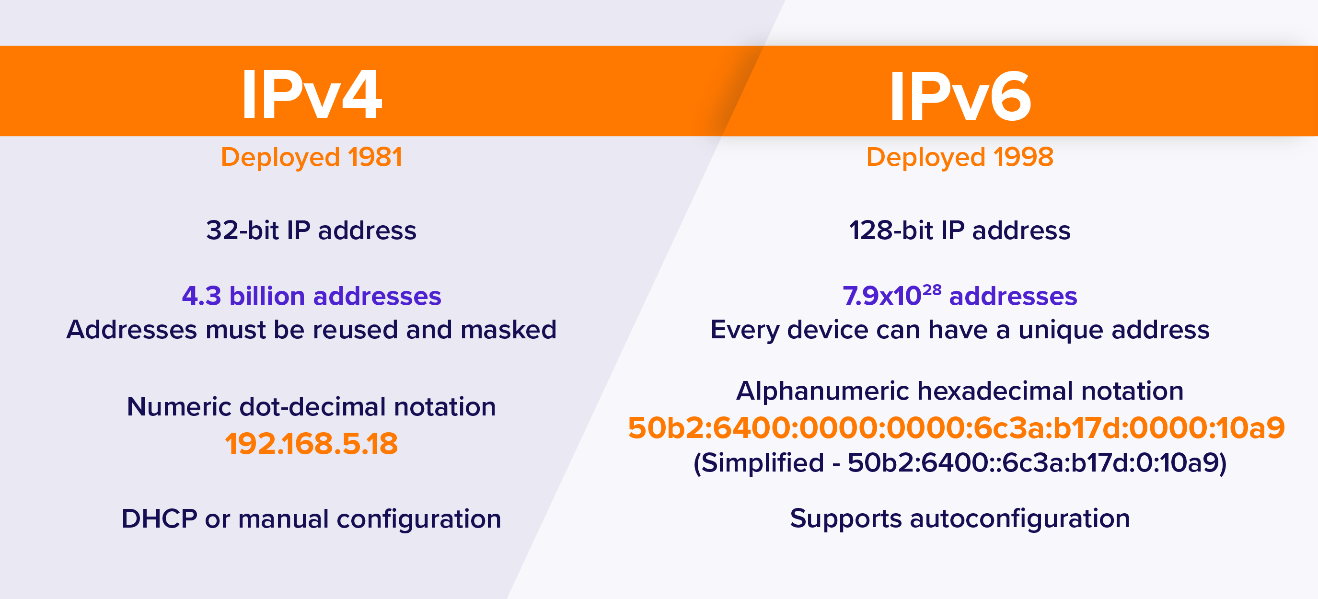 IPv4
Deployed 1981
32-bit IP address
4.3 billion addresses
Addresses must be reused and masked
Numeric dot-decimal notation
192.168.5.18
DHCP or manual configuration
IPv6
Deployed 1998
128-bit IP address
7.9x10²⁸ addresses
Every device can have a unique address
Alphanumeric hexadecimal notation
50b2:6400:0000:0000:6c3a:b17d:0000:10a9
(Simplified - 50b2:6400::6c3a:b17d:0:10a9)
Supports autoconfiguration